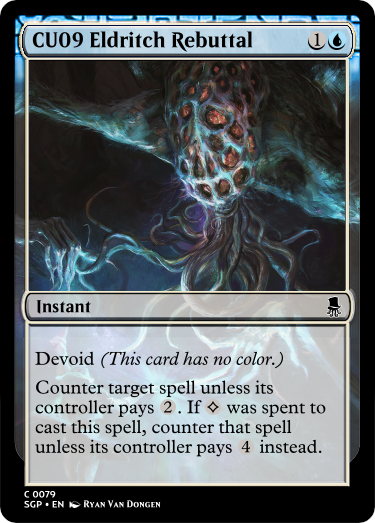 CU09 Eldritch Rebuttal 1
Instant
Devoid (This card has no color.)
Counter target spell unless its
controller pays 2. If was spent to
cast this spell, counter that spell
unless its controller pays 4 instead.
C 0079
SGP • EN Ryan Van Dongen